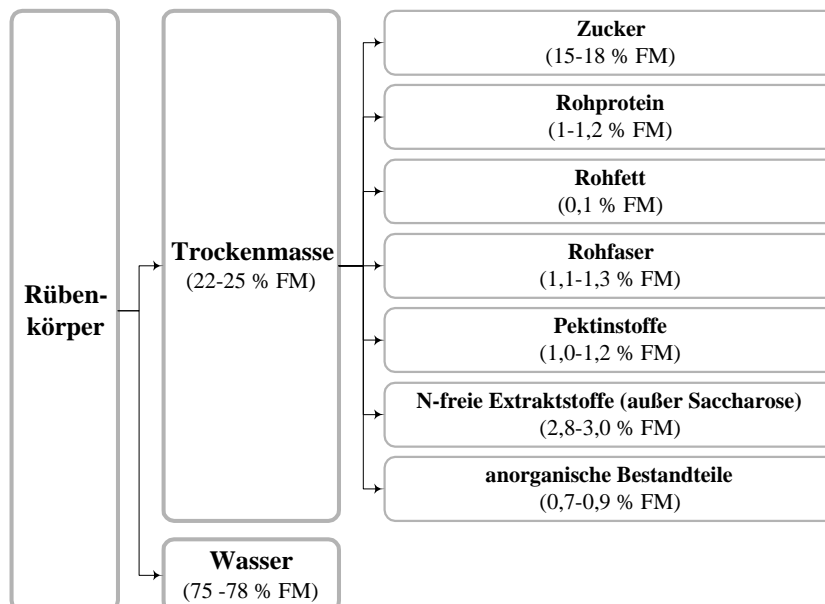 Rüben-
körper
Trockenmasse
(22-25 % FM)
Wasser
(75 -78 % FM)
Zucker
(15-18 % FM)
Rohprotein
(1-1,2 % FM)
Rohfett
(0,1 % FM)
Rohfaser
(1,1-1,3 % FM)
Pektinstoffe
(1,0-1,2 % FM)
N-freie Extraktstoffe (außer Saccharose)
(2,8-3,0 % FM)
anorganische Bestandteile
(0,7-0,9 % FM)